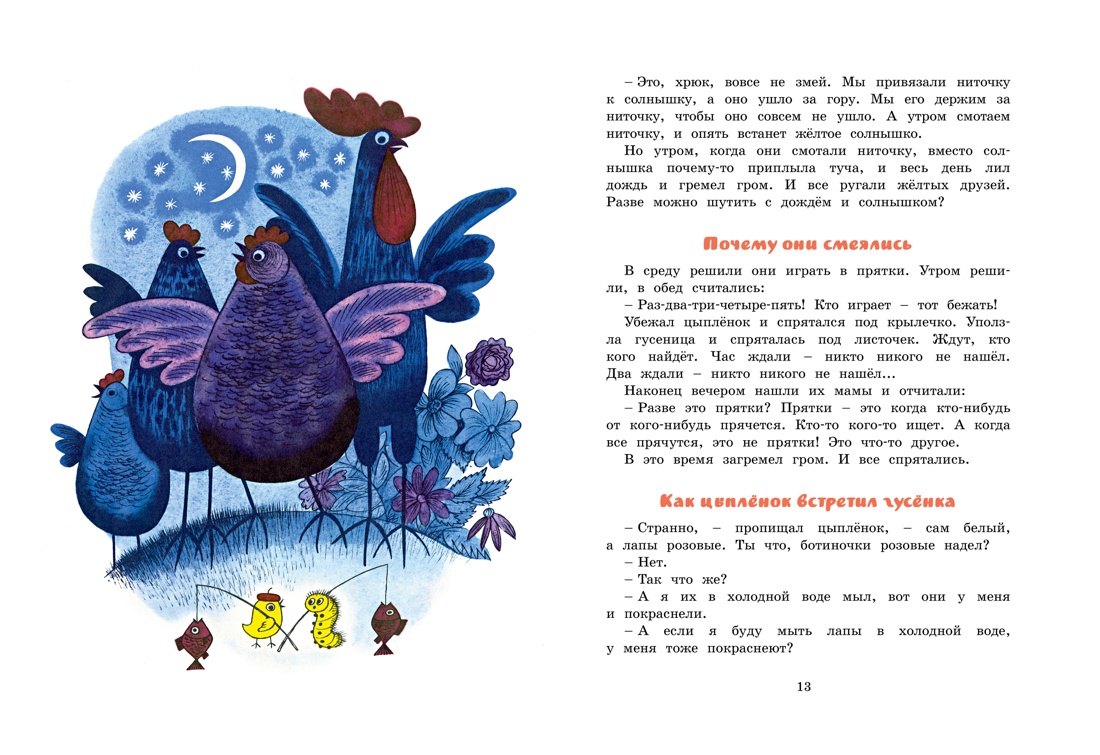 – Это, хрюк, вовсе не змей. Мы привязали ниточку
к солнышку, а оно ушло за гору. Мы его держим за
ниточку, чтобы оно совсем не ушло. А утром смотаем
ниточку, и опять встанет жёлтое солнышко.
Но утром, когда они смотали ниточку, вместо сол-
нышка почему-то приплыла туча, и весь день лил
дождь и гремел гром. И все ругали жёлтых друзей.
Разве можно шутить с дождём и солнышком?
Почему они смеялись
В среду решили они играть в прятки. Утром реши-
ли, в обед считались:
– Раз-два-три-четыре-пять! Кто играет – тот бежать!
Убежал цыплёнок и спрятался под крылечко. Уполз-
ла гусеница и спряталась под листочек. Ждут, кто
кого найдёт. Час ждали – никто никого не нашёл.
Два ждали – никто никого не нашёл...
Наконец вечером нашли их мамы и отчитали:
– Разве это прятки? Прятки – это когда кто-нибудь
от кого-нибудь прячется. Кто-то кого-то ищет. А когда
все прячутся, это не прятки! Это что-то другое.
В это время загремел гром. И все спрятались.
Как цыплёнок встретил гусёнка
– Странно, – пропищал цыплёнок, – сам белый,
а лапы розовые. Ты что, ботиночки розовые надел?
– Нет.
– Так что же?
– А я их в холодной воде мыл, вот они у меня
и покраснели.
– А если я буду мыть лапы в холодной воде,
у меня тоже покраснеют?
13